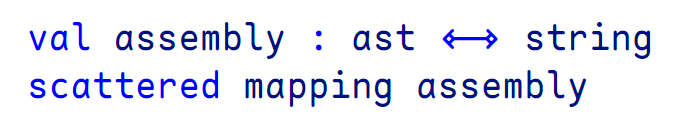 val assembly : ast <-> string
scattered mapping assembly